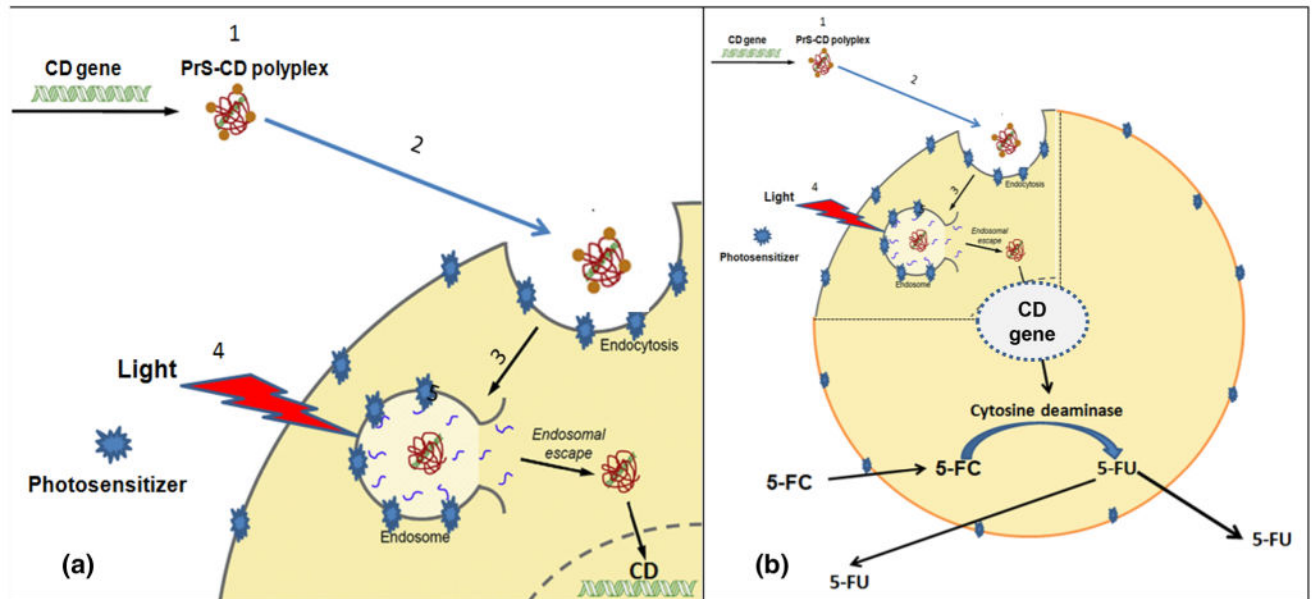 1
CD gene
PrS-CD polyplex
2
Endocytosis
3
4
Light
5
Endosomal
escape
Photosensitizer
Endosome
CD
(a)
1
CD gene
PrS-CD polyplex
2
Endocytosis
3
4
Light
5
Endosomal
escape
Photosensitizer
Endosome
CD
gene
Cytosine deaminase
5-FC
5-FC
5-FU
5-FU
5-FU
(b)